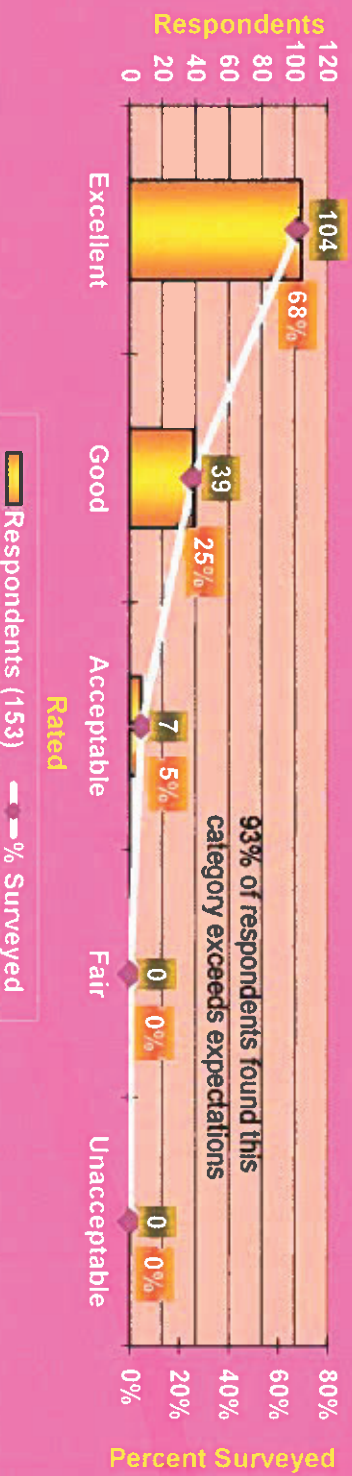 Respondents
120
100
80
60
40
20
0
104
68%
39
25%
7
5%
0
0%
0
0%
93% of respondents found this
category exceeds expectations
80%
60%
40%
20%
0%
Percent Surveyed
Excellent
Good
Acceptable
Fair
Unacceptable
Rated
Respondents (153)
% Surveyed